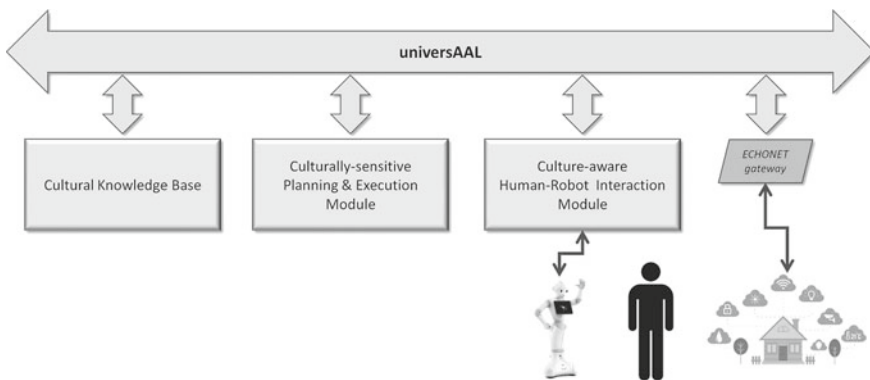 universAAL
Cultural Knowledge Base
Culturally-sensitive
Planning & Execution
Module
Culture-aware
Human-Robot Interaction
Module
ECHONET
gateway